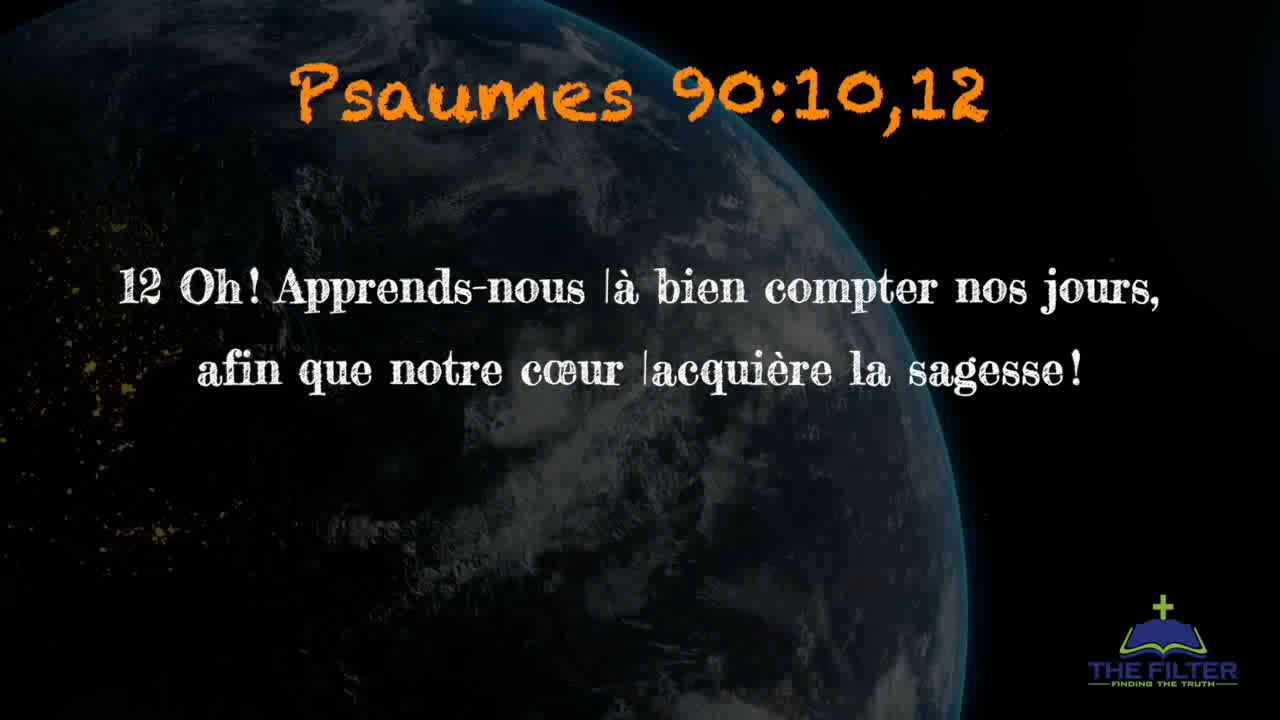 Psaumes 90:10,12
12 Oh! Apprends-nous |à bien compter nos jours,
afin que notre cœur |acquière la sagesse!
THE FILTER
FINDING THE TRUTH